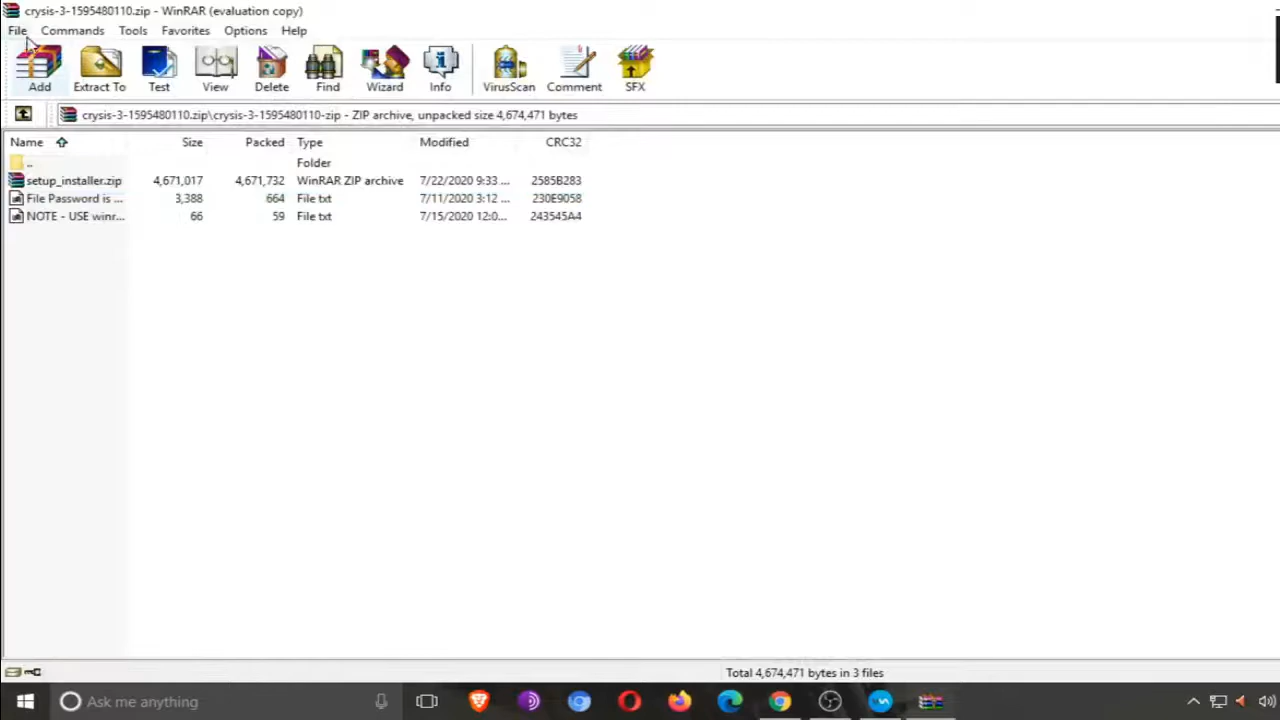 crysis-3-1595480110.zip - WinRAR (evaluation copy)
File Commands Tools Favorites Options Help
Add Extract To Test View Delete Find Wizard Info VirusScan Comment SFX
crysis-3-1595480110.zip\crysis-3-1595480110-zip - ZIP archive, unpacked size 4,674,471 bytes
Name Size Packed Type Modified CRC32
.. Folder
setup_installer.zip 4,671,017 4,671,732 WinRAR ZIP archive 7/22/2020 9:33 ... 2585B283
File Password is ... 3,388 664 File txt 7/11/2020 3:12 ... 230E9058
NOTE - USE winr... 66 59 File txt 7/15/2020 12:0... 243545A4
Total 4,674,471 bytes in 3 files
Ask me anything